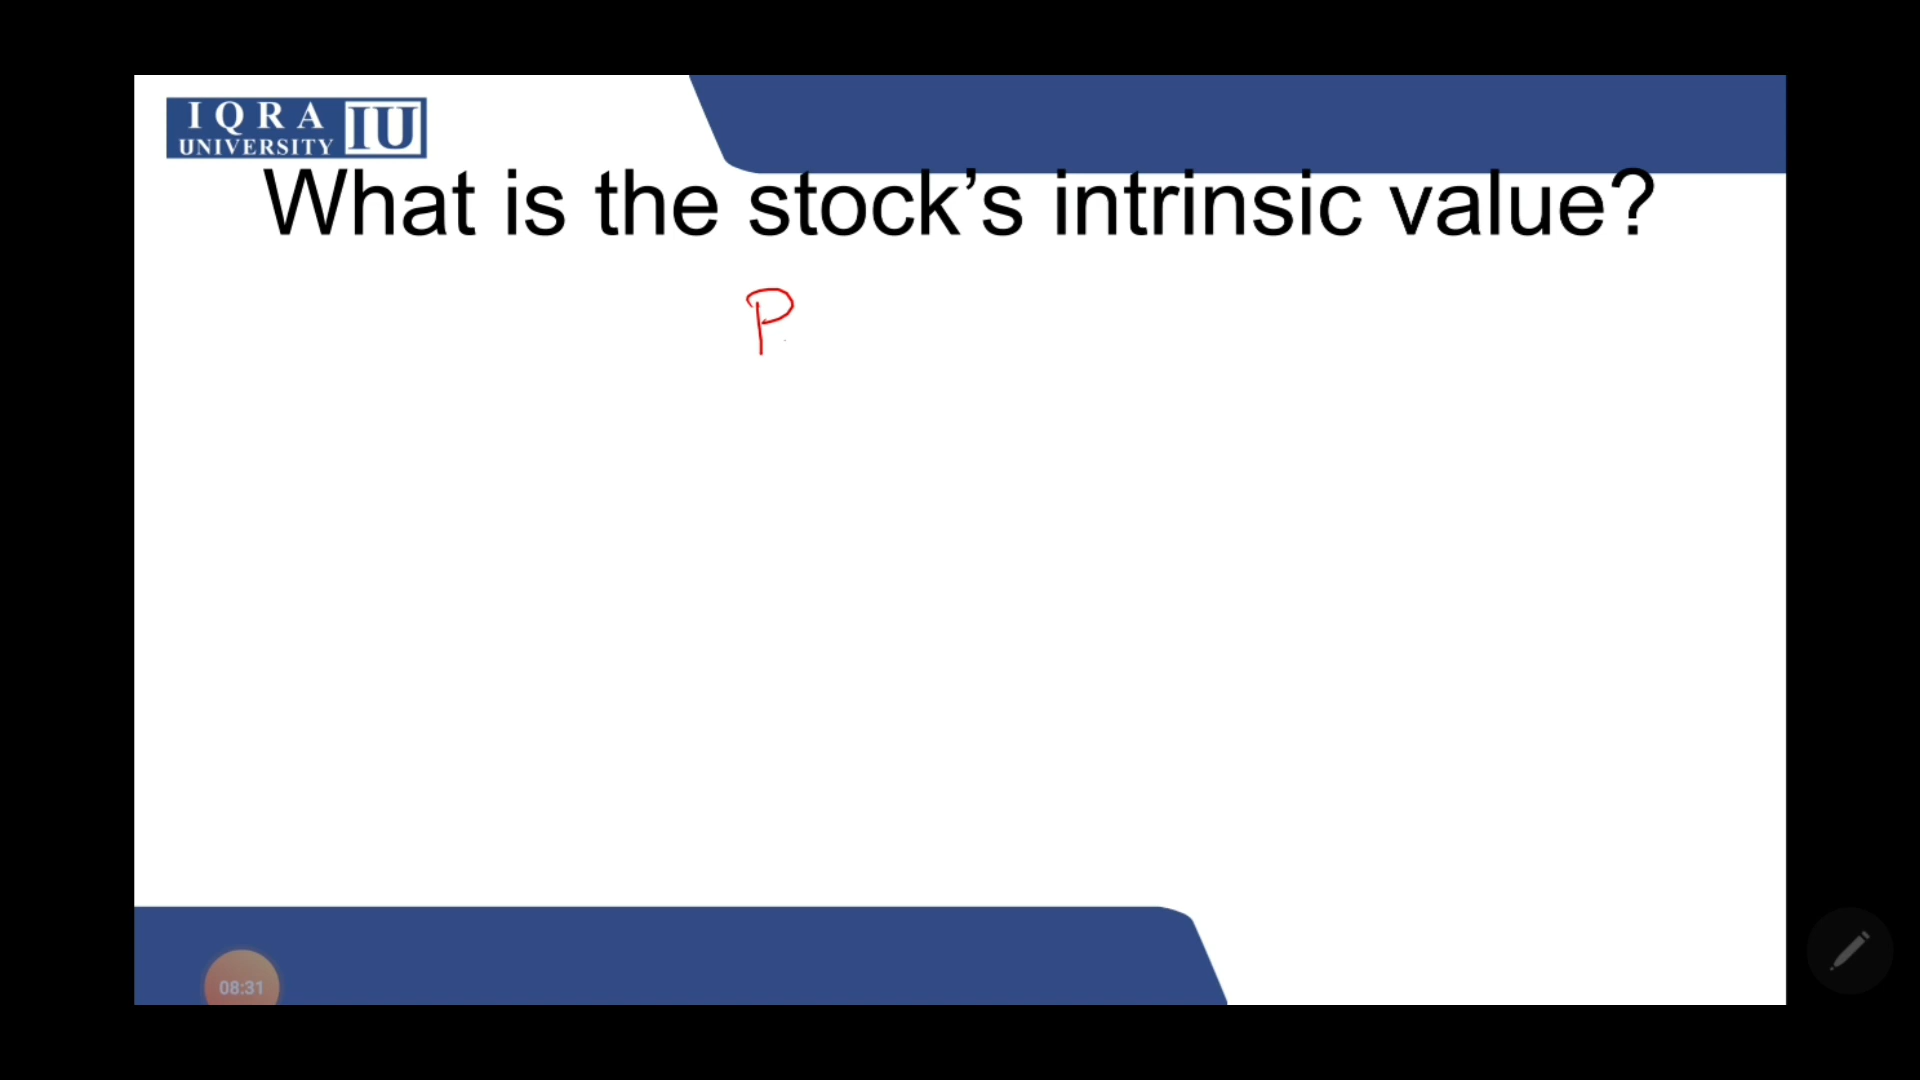 IQRA
UNIVERSITY
IU
What is the stock’s intrinsic value?
P
08:31